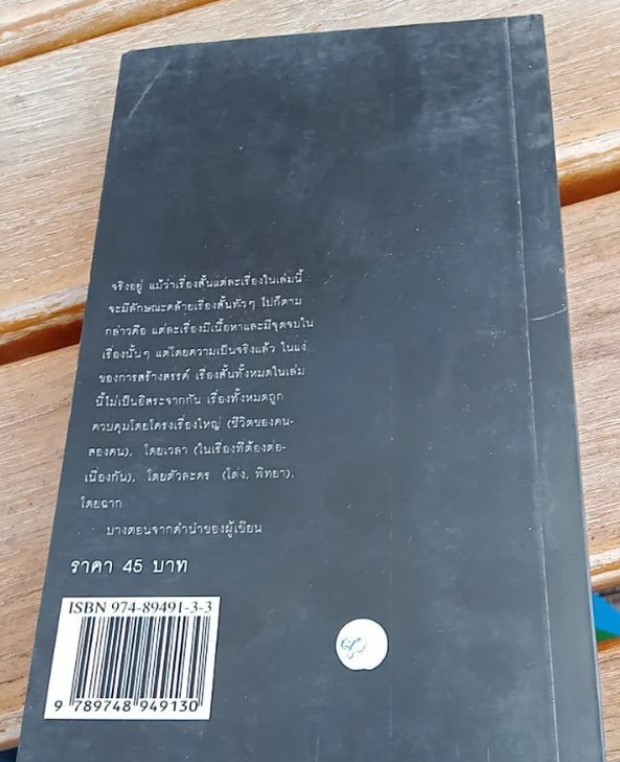 จริงอยู่ แม้ว่าเรื่องสั้นแต่ละเรื่องในเล่มนี้
จะมีลักษณะคล้ายเรื่องสั้นทั่วๆ ไปก็ตาม
กล่าวคือ แต่ละเรื่องมีเนื้อหาและมีจุดจบใน
เรื่องนั้นๆ แต่โดยความเป็นจริงแล้ว ในแง่
ของการสร้างสรรค์ เรื่องสั้นทั้งหมดในเล่ม
นี้ไม่เป็นอิสระจากกัน เรื่องทั้งหมดถูก
ควบคุมโดยโครงเรื่องใหญ่ (ชีวิตของคน-
สองคน), โดยเวลา (ในเรื่องที่ต้องต่อ-
เนื่องกัน), โดยตัวละคร (โด่ง, พิทยา),
โดยฉาก
บางตอนจากคำนำของผู้เขียน
ราคา 45 บาท
ISBN 974-89491-3-3
9 789748 949130